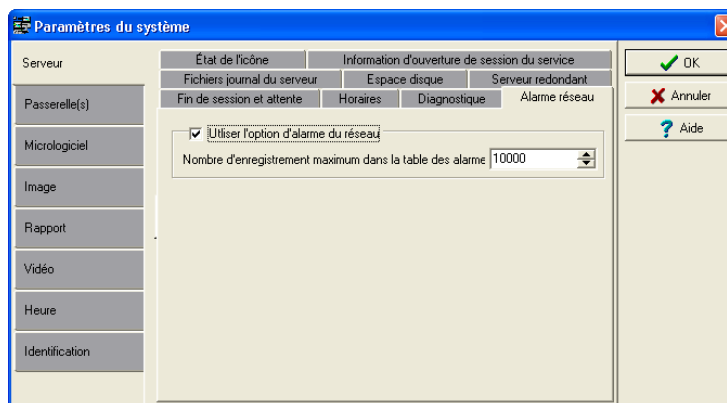 Paramètres du système
Serveur
Passerelle(s)
Micrologiciel
Image
Rapport
Vidéo
Heure
Identification
État de l'icône
Information d'ouverture de session du service
Fichiers journal du serveur
Espace disque
Serveur redondant
Fin de session et attente
Horaires
Diagnostique
Alarme réseau
Utliser l'option d'alarme du réseau
Nombre d'enregistrement maximum dans la table des alarme 10000
OK
Annuler
Aide